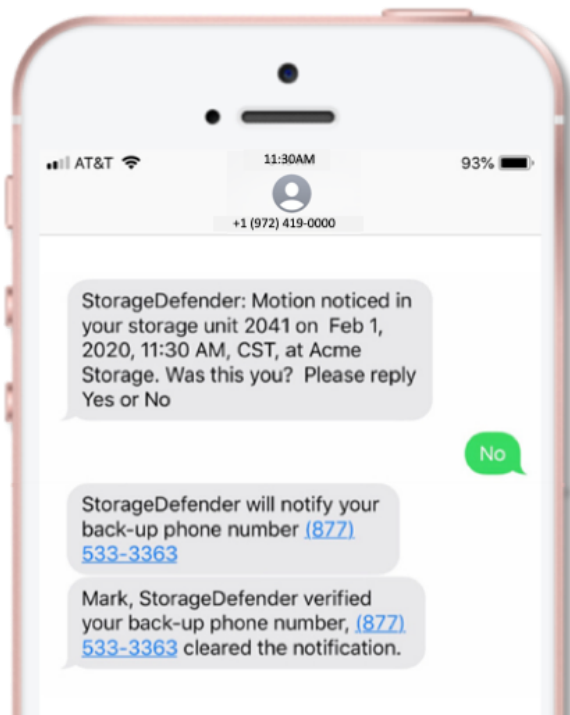 AT&T 11:30AM 93%
+1 (972) 419-0000
StorageDefender: Motion noticed in
your storage unit 2041 on Feb 1,
2020, 11:30 AM, CST, at Acme
Storage. Was this you? Please reply
Yes or No
No
StorageDefender will notify your
back-up phone number (877)
533-3363
Mark, StorageDefender verified
your back-up phone number, (877)
533-3363 cleared the notification.